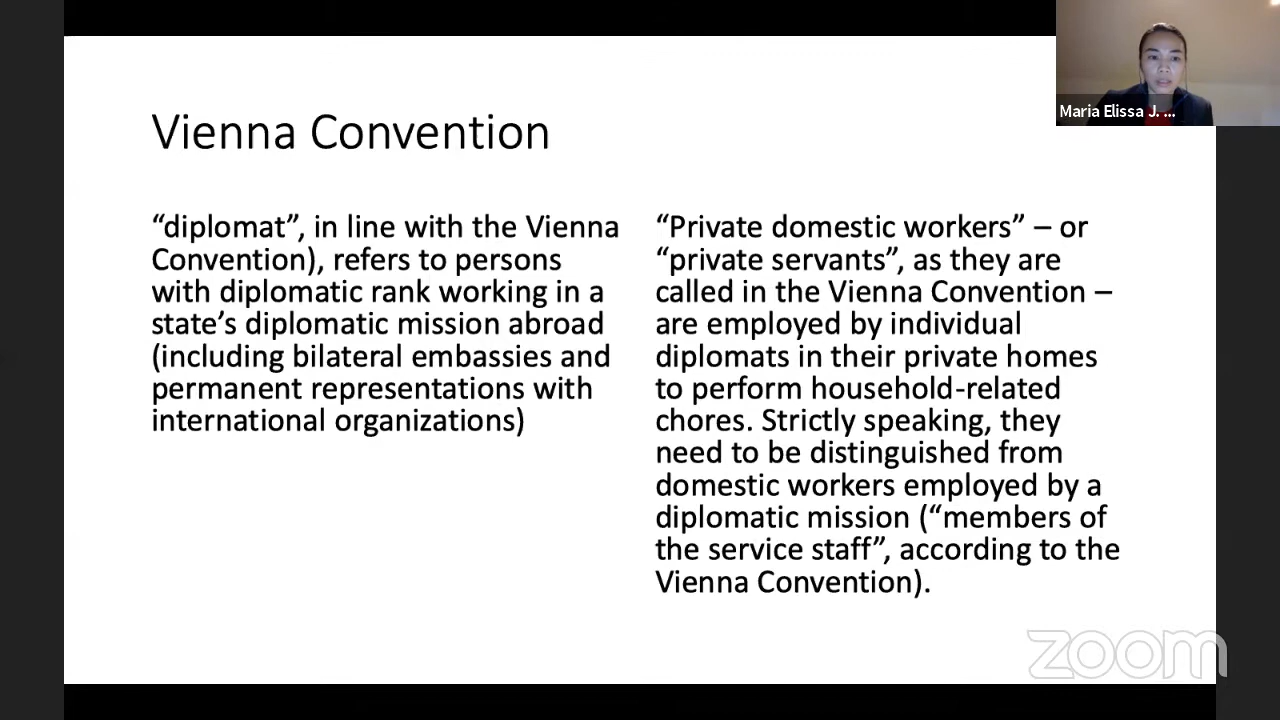 Vienna Convention
“diplomat”, in line with the Vienna
Convention), refers to persons
with diplomatic rank working in a
state’s diplomatic mission abroad
(including bilateral embassies and
permanent representations with
international organizations)
“Private domestic workers” – or
“private servants”, as they are
called in the Vienna Convention –
are employed by individual
diplomats in their private homes
to perform household-related
chores. Strictly speaking, they
need to be distinguished from
domestic workers employed by a
diplomatic mission (“members of
the service staff”, according to the
Vienna Convention).
Maria Elissa J. ...
zoom